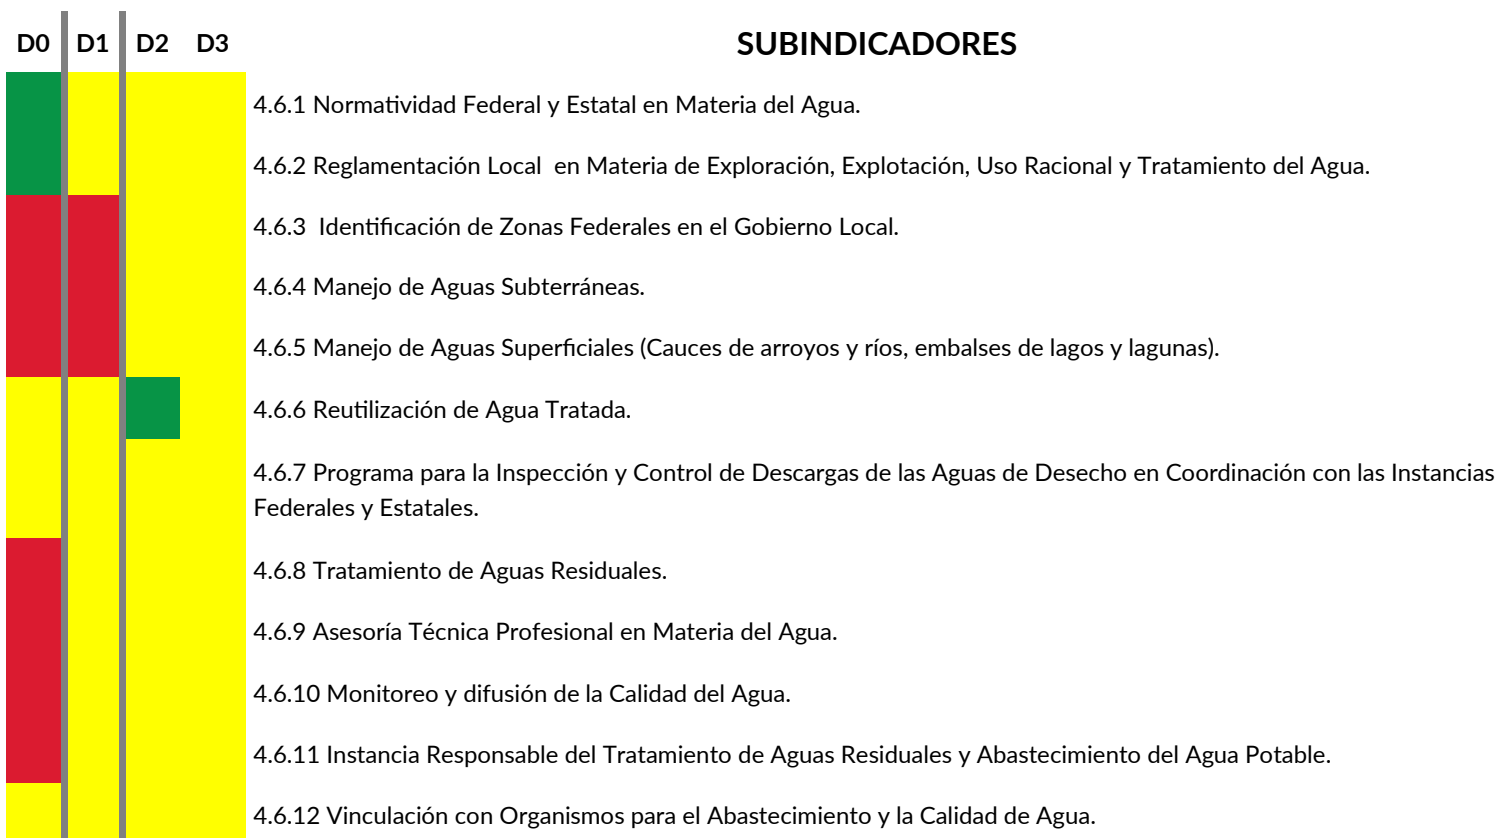 D0 D1 D2 D3 SUBINDICADORES
4.6.1 Normatividad Federal y Estatal en Materia del Agua.
4.6.2 Reglamentación Local  en Materia de Exploración, Explotación, Uso Racional y Tratamiento del Agua.
4.6.3  Identificación de Zonas Federales en el Gobierno Local.
4.6.4 Manejo de Aguas Subterráneas.
4.6.5 Manejo de Aguas Superficiales (Cauces de arroyos y ríos, embalses de lagos y lagunas).
4.6.6 Reutilización de Agua Tratada.
4.6.7 Programa para la Inspección y Control de Descargas de las Aguas de Desecho en Coordinación con las Instancias
Federales y Estatales.
4.6.8 Tratamiento de Aguas Residuales.
4.6.9 Asesoría Técnica Profesional en Materia del Agua.
4.6.10 Monitoreo y difusión de la Calidad del Agua.
4.6.11 Instancia Responsable del Tratamiento de Aguas Residuales y Abastecimiento del Agua Potable.
4.6.12 Vinculación con Organismos para el Abastecimiento y la Calidad de Agua.